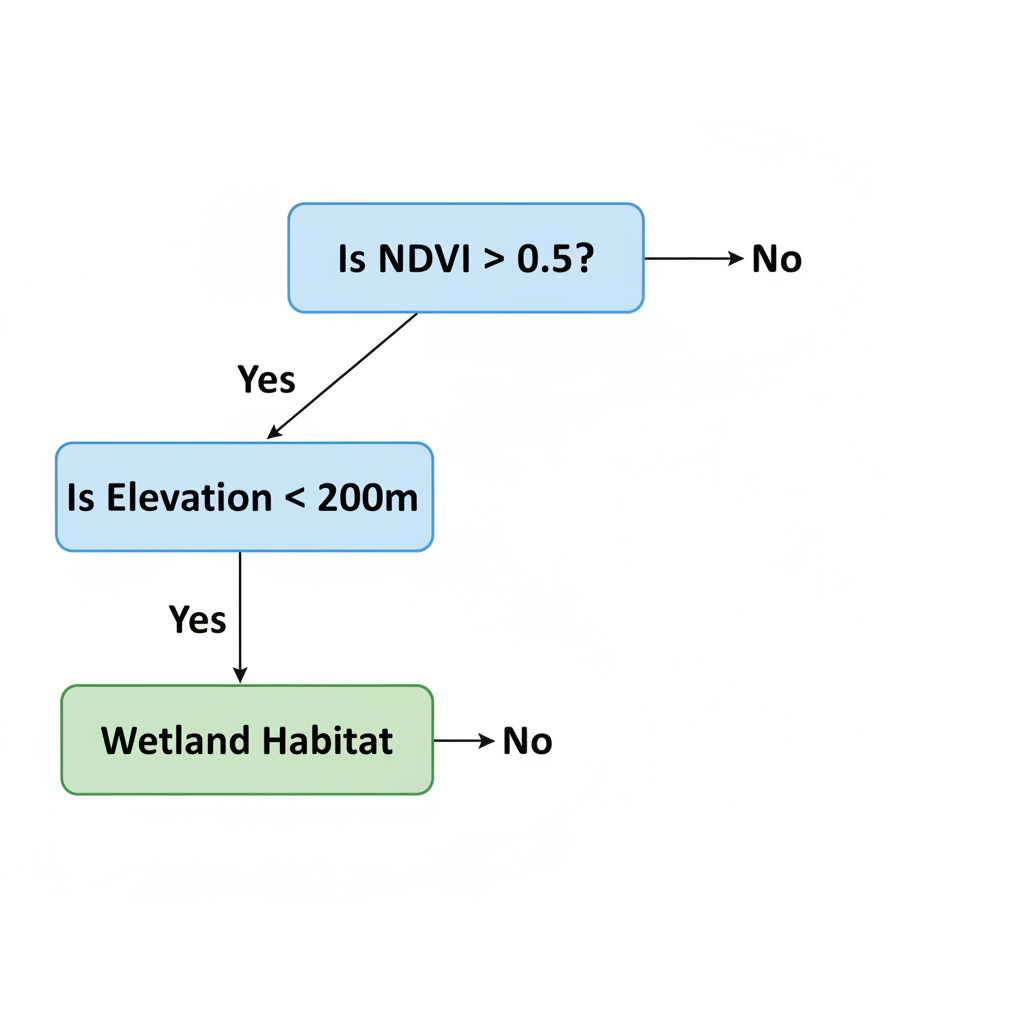 Is NDVI > 0.5?
No
Yes
Is Elevation < 200m
Yes
Wetland Habitat
No